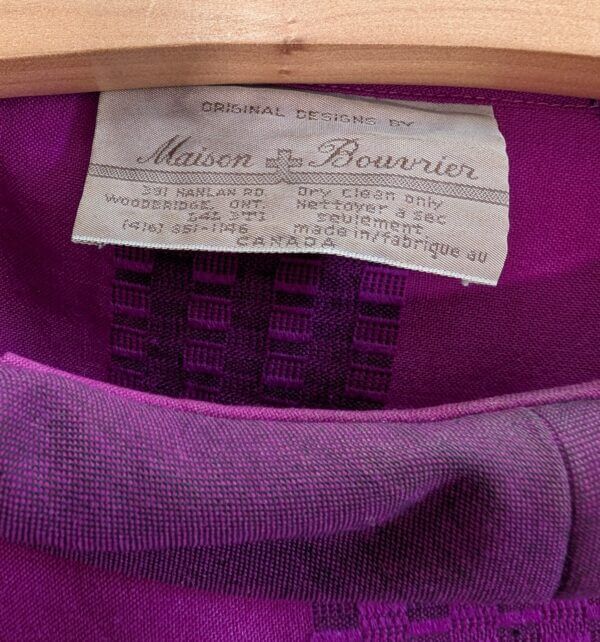 ORIGINAL DESIGNS BY
Maison Bouvrier
391 HANLAN RD. Dry clean only
WOODBRIDGE, ONT. Nettoyer a sec
L4L 3T1 seulement
(416) 851-1146 made in/fabrique au
CANADA